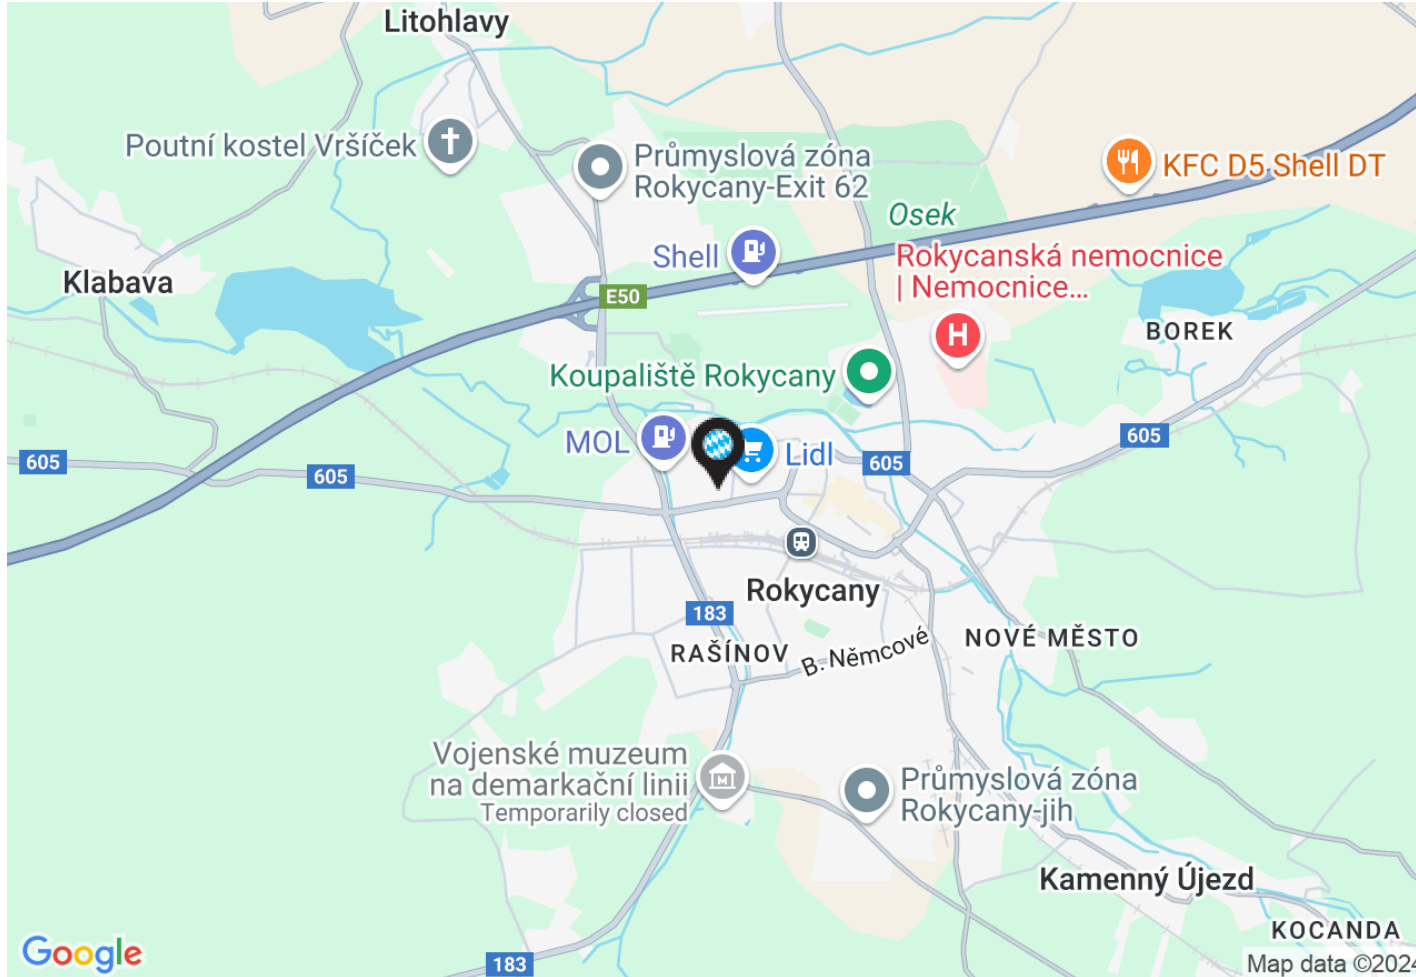 Litohlavy
Poutní kostel Vršíček
Průmyslová zóna
Rokycany-Exit 62
KFC D5 Shell DT
Osek
Shell
Rokycanská nemocnice
| Nemocnice...
Klabava
E50
BOREK
Koupaliště Rokycany
MOL
Lidl
605
605
605
605
Rokycany
183
RAŠÍNOV
B. Němcové
NOVÉ MĚSTO
Vojenské muzeum
na demarkační linii
Temporarily closed
Průmyslová zóna
Rokycany-jih
Kamenný Újezd
KOCANDA
Google
183
Map data ©2024
H
M